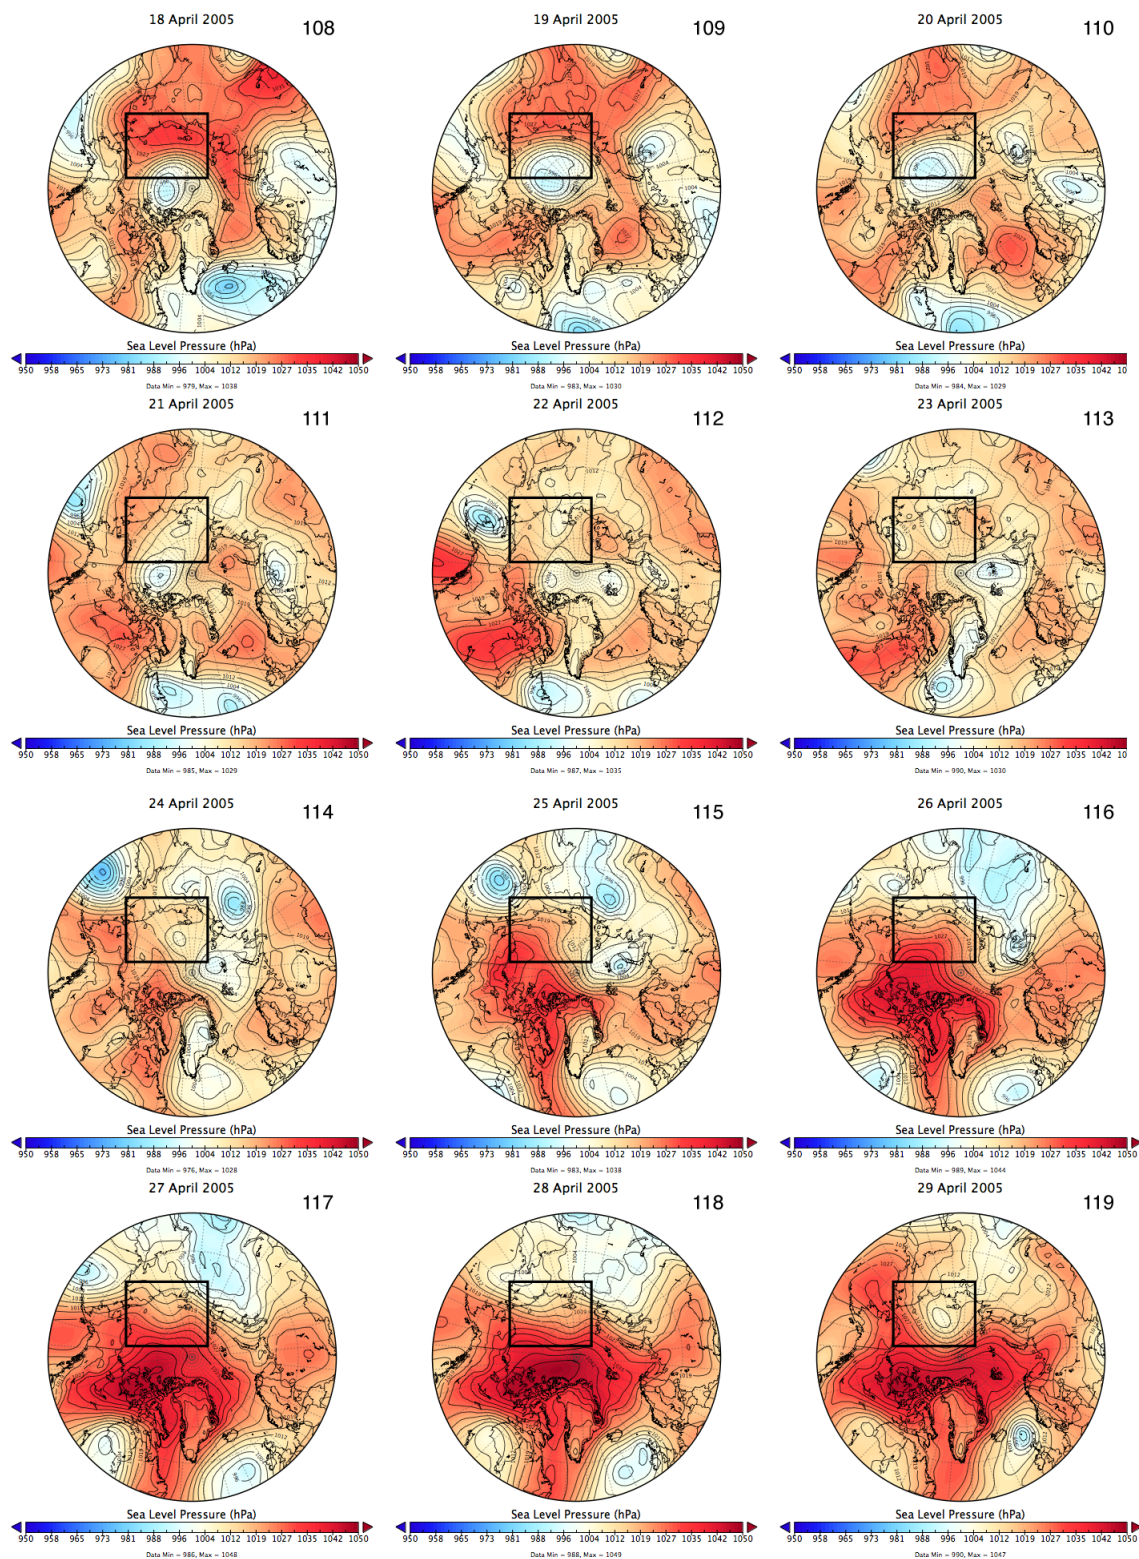 18 April 2005 108
19 April 2005 109
20 April 2005 110
Sea Level Pressure (hPa)
950 958 965 973 981 989 996 1004 1012 1019 1027 1035 1042 1050
Data Min = 979, Max = 1038
Sea Level Pressure (hPa)
950 958 965 973 981 989 996 1004 1012 1019 1027 1035 1042 1050
Data Min = 983, Max = 1030
Sea Level Pressure (hPa)
950 958 965 973 981 989 996 1004 1012 1019 1027 1035 1042 10
Data Min = 984, Max = 1029
21 April 2005 111
22 April 2005 112
23 April 2005 113
Sea Level Pressure (hPa)
950 958 965 973 981 989 996 1004 1012 1019 1027 1035 1042 1050
Data Min = 985, Max = 1029
Sea Level Pressure (hPa)
950 958 965 973 981 989 996 1004 1012 1019 1027 1035 1042 1050
Data Min = 987, Max = 1035
Sea Level Pressure (hPa)
950 958 965 973 981 989 996 1004 1012 1019 1027 1035 1042 10
Data Min = 990, Max = 1030
24 April 2005 114
25 April 2005 115
26 April 2005 116
Sea Level Pressure (hPa)
950 958 965 973 981 989 996 1004 1012 1019 1027 1035 1042 1050
Data Min = 976, Max = 1028
Sea Level Pressure (hPa)
950 958 965 973 981 989 996 1004 1012 1019 1027 1035 1042 1050
Data Min = 983, Max = 1038
Sea Level Pressure (hPa)
950 958 965 973 981 989 996 1004 1012 1019 1027 1035 1042 1050
Data Min = 989, Max = 1044
27 April 2005 117
28 April 2005 118
29 April 2005 119
Sea Level Pressure (hPa)
950 958 965 973 981 989 996 1004 1012 1019 1027 1035 1042 1050
Data Min = 986, Max = 1048
Sea Level Pressure (hPa)
950 958 965 973 981 989 996 1004 1012 1019 1027 1035 1042 1050
Data Min = 988, Max = 1049
Sea Level Pressure (hPa)
950 958 965 973 981 989 996 1004 1012 1019 1027 1035 1042 1050
Data Min = 990, Max = 1047